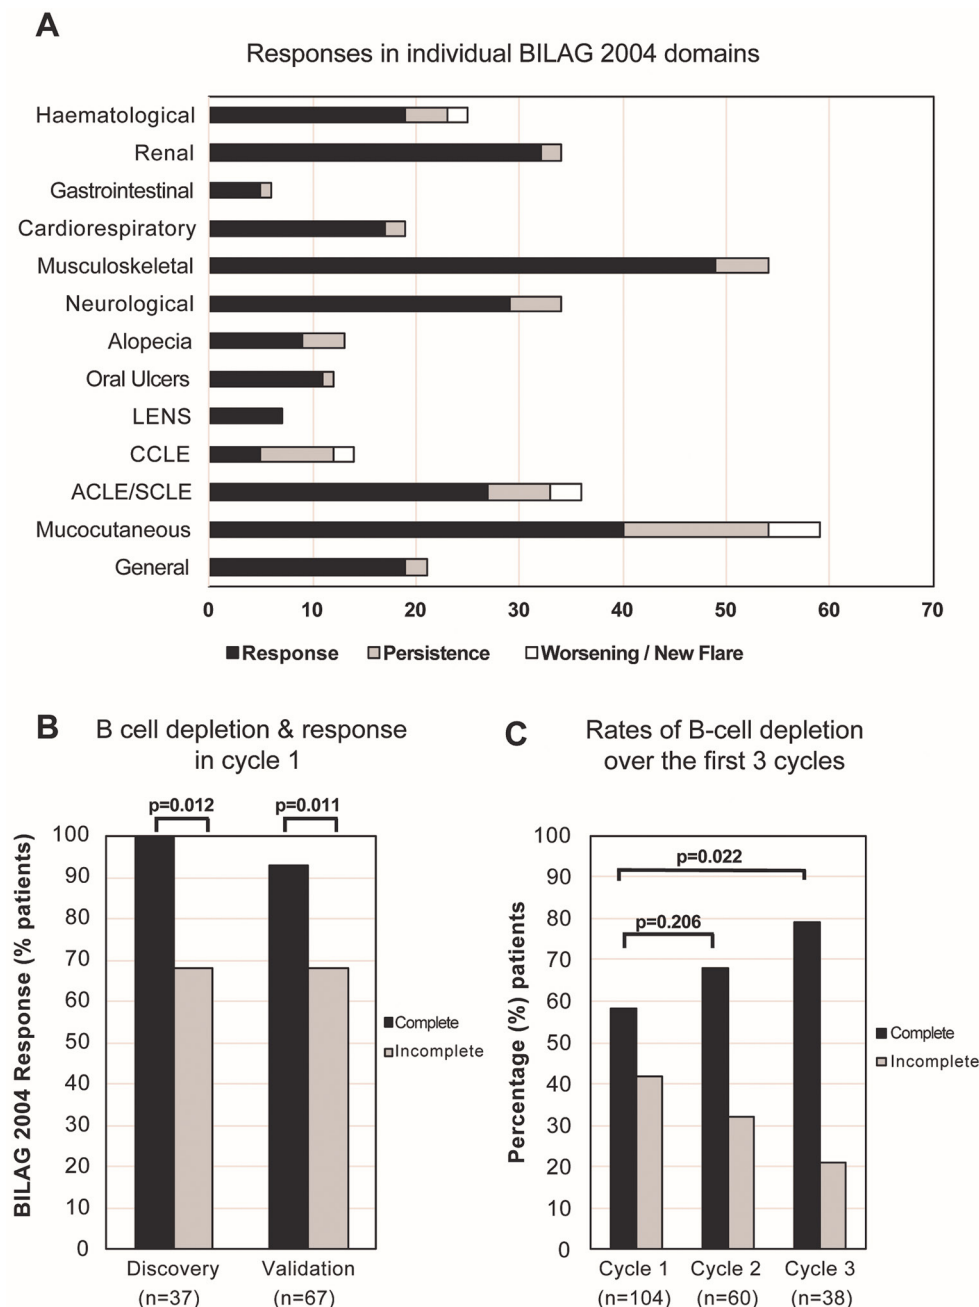 A
Responses in individual BILAG 2004 domains
Haematological
Renal
Gastrointestinal
Cardiorespiratory
Musculoskeletal
Neurological
Alopecia
Oral Ulcers
LENS
CCLE
ACLE/SCLE
Mucocutaneous
General
0 10 20 30 40 50 60 70
Response Persistence Worsening / New Flare
B
B cell depletion & response
in cycle 1
p=0.012 p=0.011
BILAG 2004 Response (% patients)
100
90
80
70
60
50
40
30
20
10
0
Complete
Incomplete
Discovery Validation
(n=37) (n=67)
C
Rates of B-cell depletion
over the first 3 cycles
Percentage (%) patients
100
90
80
70
60
50
40
30
20
10
0
p=0.022
p=0.206
Complete
Incomplete
Cycle 1 Cycle 2 Cycle 3
(n=104) (n=60) (n=38)